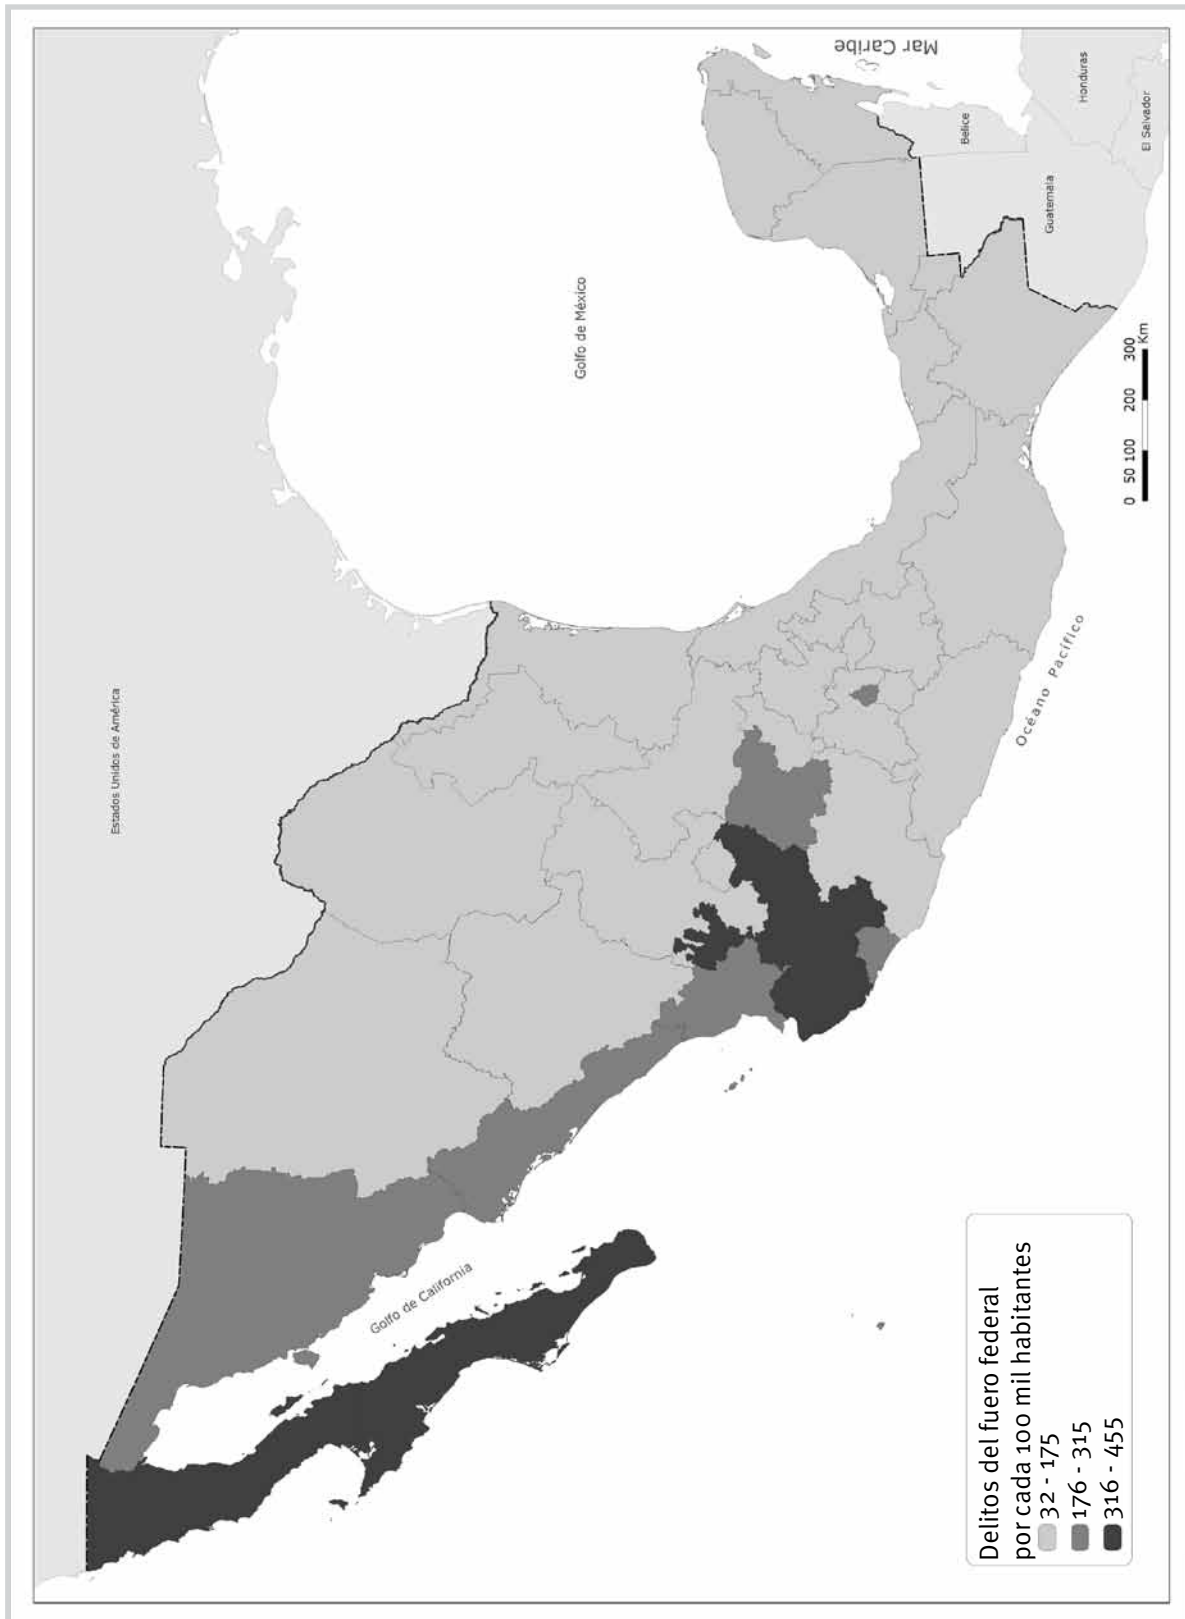 Estados Unidos de América
Golfo de México
Mar Caribe
Belice
Honduras
Guatemala
El Salvador
Golfo de California
Océano Pacífico
0 50 100 200 300
Km
Delitos del fuero federal
por cada 100 mil habitantes
32 - 175
176 - 315
316 - 455